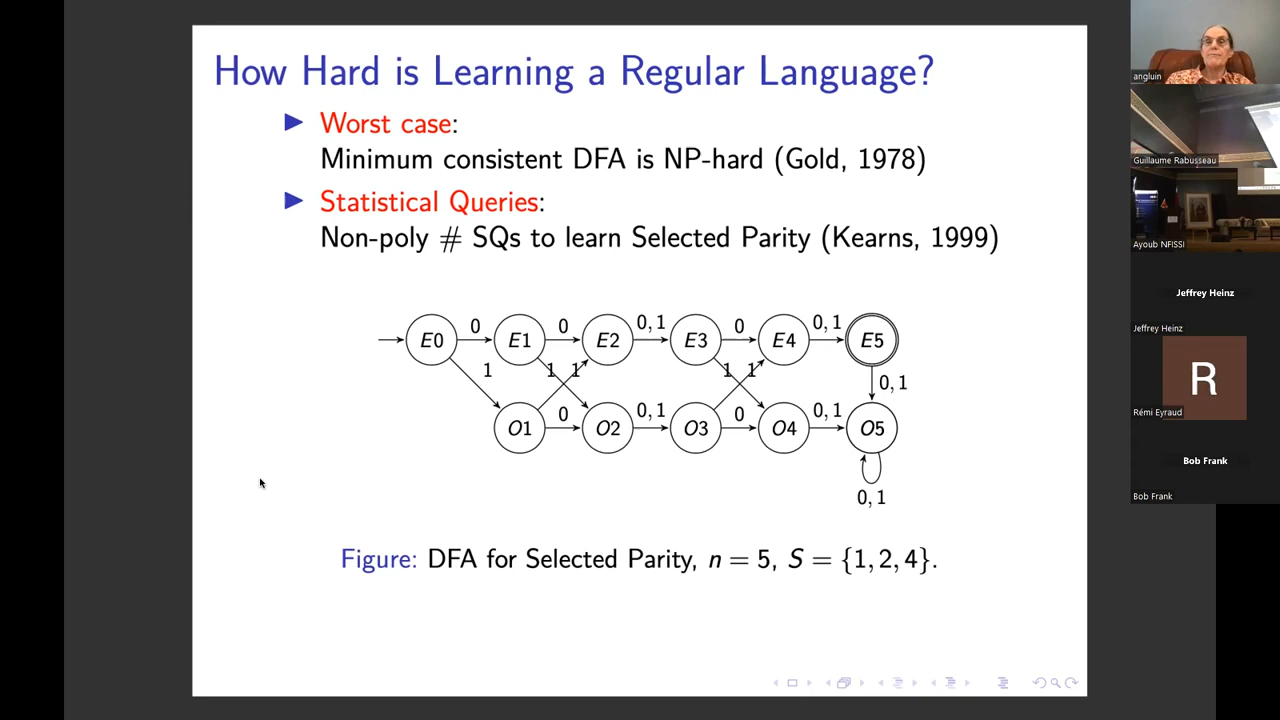 How Hard is Learning a Regular Language?
Worst case:
Minimum consistent DFA is NP-hard (Gold, 1978)
Statistical Queries:
Non-poly # SQs to learn Selected Parity (Kearns, 1999)
0 0 0, 1 0 0, 1
E0 E1 E2 E3 E4 E5
1 1 1 1 1 0, 1
0 0, 1 0 0, 1
O1 O2 O3 O4 O5
0, 1
Figure: DFA for Selected Parity, n = 5, S = {1, 2, 4}.
angluin
Guillaume Rabusseau
Ayoub NFISSI
Jeffrey Heinz
Jeffrey Heinz
R
Rémi Eyraud
Bob Frank
Bob Frank